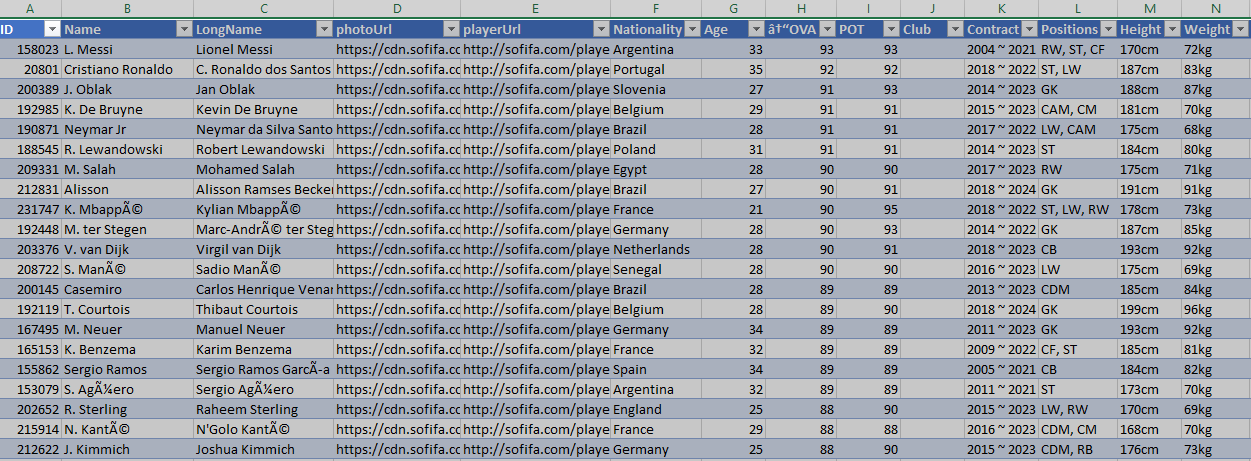 A B C D E F G H I J K L M N
ID Name LongName photoUrl playerUrl Nationality Age â†"OVA POT Club Contract Positions Height Weight
158023 L. Messi Lionel Messi https://cdn.sofifa.cc http://sofifa.com/playe Argentina 33 93 93 2004 ~ 2021 RW, ST, CF 170cm 72kg
20801 Cristiano Ronaldo C. Ronaldo dos Santos https://cdn.sofifa.cc http://sofifa.com/playe Portugal 35 92 92 2018 ~ 2022 ST, LW 187cm 83kg
200389 J. Oblak Jan Oblak https://cdn.sofifa.cc http://sofifa.com/playe Slovenia 27 91 93 2014 ~ 2023 GK 188cm 87kg
192985 K. De Bruyne Kevin De Bruyne https://cdn.sofifa.cc http://sofifa.com/playe Belgium 29 91 91 2015 ~ 2023 CAM, CM 181cm 70kg
190871 Neymar Jr Neymar da Silva Santo https://cdn.sofifa.cc http://sofifa.com/playe Brazil 28 91 91 2017 ~ 2022 LW, CAM 175cm 68kg
188545 R. Lewandowski Robert Lewandowski https://cdn.sofifa.cc http://sofifa.com/playe Poland 31 91 91 2014 ~ 2023 ST 184cm 80kg
209331 M. Salah Mohamed Salah https://cdn.sofifa.cc http://sofifa.com/playe Egypt 28 90 90 2017 ~ 2023 RW 175cm 71kg
212831 Alisson Alisson Ramses Becker https://cdn.sofifa.cc http://sofifa.com/playe Brazil 27 90 91 2018 ~ 2024 GK 191cm 91kg
231747 K. MbappÃ© Kylian MbappÃ© https://cdn.sofifa.cc http://sofifa.com/playe France 21 90 95 2018 ~ 2022 ST, LW, RW 178cm 73kg
192448 M. ter Stegen Marc-AndrÃ© ter Steg https://cdn.sofifa.cc http://sofifa.com/playe Germany 28 90 93 2014 ~ 2022 GK 187cm 85kg
203376 V. van Dijk Virgil van Dijk https://cdn.sofifa.cc http://sofifa.com/playe Netherlands 28 90 91 2018 ~ 2023 CB 193cm 92kg
208722 S. ManÃ© Sadio ManÃ© https://cdn.sofifa.cc http://sofifa.com/playe Senegal 28 90 90 2016 ~ 2023 LW 175cm 69kg
200145 Casemiro Carlos Henrique Venan https://cdn.sofifa.cc http://sofifa.com/playe Brazil 28 89 89 2013 ~ 2023 CDM 185cm 84kg
192119 T. Courtois Thibaut Courtois https://cdn.sofifa.cc http://sofifa.com/playe Belgium 28 89 90 2018 ~ 2024 GK 199cm 96kg
167495 M. Neuer Manuel Neuer https://cdn.sofifa.cc http://sofifa.com/playe Germany 34 89 89 2011 ~ 2023 GK 193cm 92kg
165153 K. Benzema Karim Benzema https://cdn.sofifa.cc http://sofifa.com/playe France 32 89 89 2009 ~ 2022 CF, ST 185cm 81kg
155862 Sergio Ramos Sergio Ramos GarcÃ-a https://cdn.sofifa.cc http://sofifa.com/playe Spain 34 89 89 2005 ~ 2021 CB 184cm 82kg
153079 S. AgÃ¼ero Sergio AgÃ¼ero https://cdn.sofifa.cc http://sofifa.com/playe Argentina 32 89 89 2011 ~ 2021 ST 173cm 70kg
202652 R. Sterling Raheem Sterling https://cdn.sofifa.cc http://sofifa.com/playe England 25 88 90 2015 ~ 2023 LW, RW 170cm 69kg
215914 N. KantÃ© N'Golo KantÃ© https://cdn.sofifa.cc http://sofifa.com/playe France 29 88 88 2016 ~ 2023 CDM, CM 168cm 70kg
212622 J. Kimmich Joshua Kimmich https://cdn.sofifa.cc http://sofifa.com/playe Germany 25 88 90 2015 ~ 2023 CDM, RB 176cm 73kg